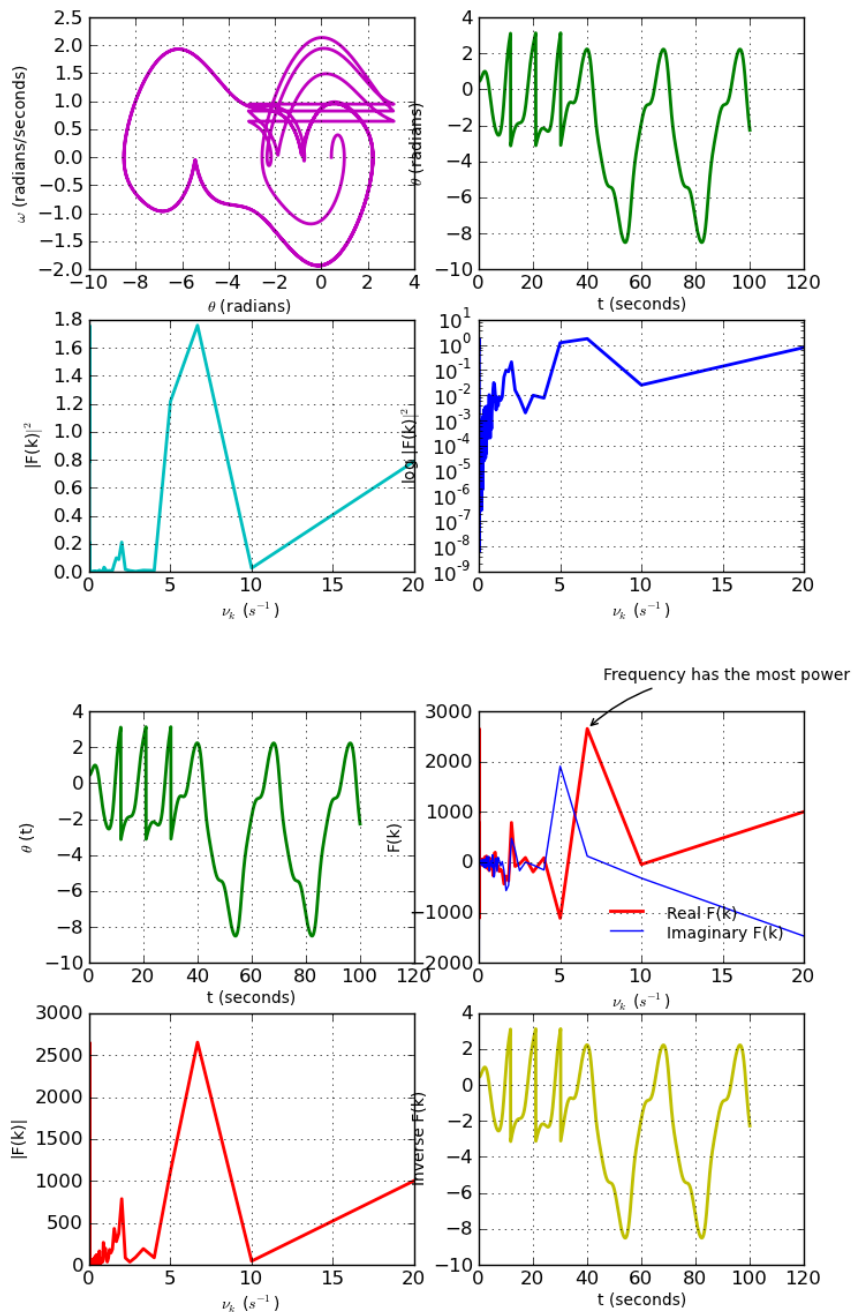 2.5
2.0
1.5
1.0
0.5
0.0
−0.5
−1.0
−1.5
−2.0
ω (radians/seconds)
−10 −8 −6 −4 −2 0 2 4
θ (radians)
4
2
0
−2
−4
−6
−8
−10
θ (radians)
0 20 40 60 80 100 120
t (seconds)
1.8
1.6
1.4
1.2
1.0
0.8
0.6
0.4
0.2
0.0
|F(k)|²
0 5 10 15 20
νₖ (s⁻¹)
10¹
10⁰
10⁻¹
10⁻²
10⁻³
10⁻⁴
10⁻⁵
10⁻⁶
10⁻⁷
10⁻⁸
10⁻⁹
log |F(k)|²
0 5 10 15 20
νₖ (s⁻¹)
4
2
0
−2
−4
−6
−8
−10
θ (t)
0 20 40 60 80 100 120
t (seconds)
Frequency has the most power
3000
2000
1000
0
−1000
−2000
F(k)
Real F(k)
Imaginary F(k)
0 5 10 15 20
νₖ (s⁻¹)
3000
2500
2000
1500
1000
500
0
|F(k)|
0 5 10 15 20
νₖ (s⁻¹)
4
2
0
−2
−4
−6
−8
−10
Inverse F(k)
0 20 40 60 80 100 120
t (seconds)